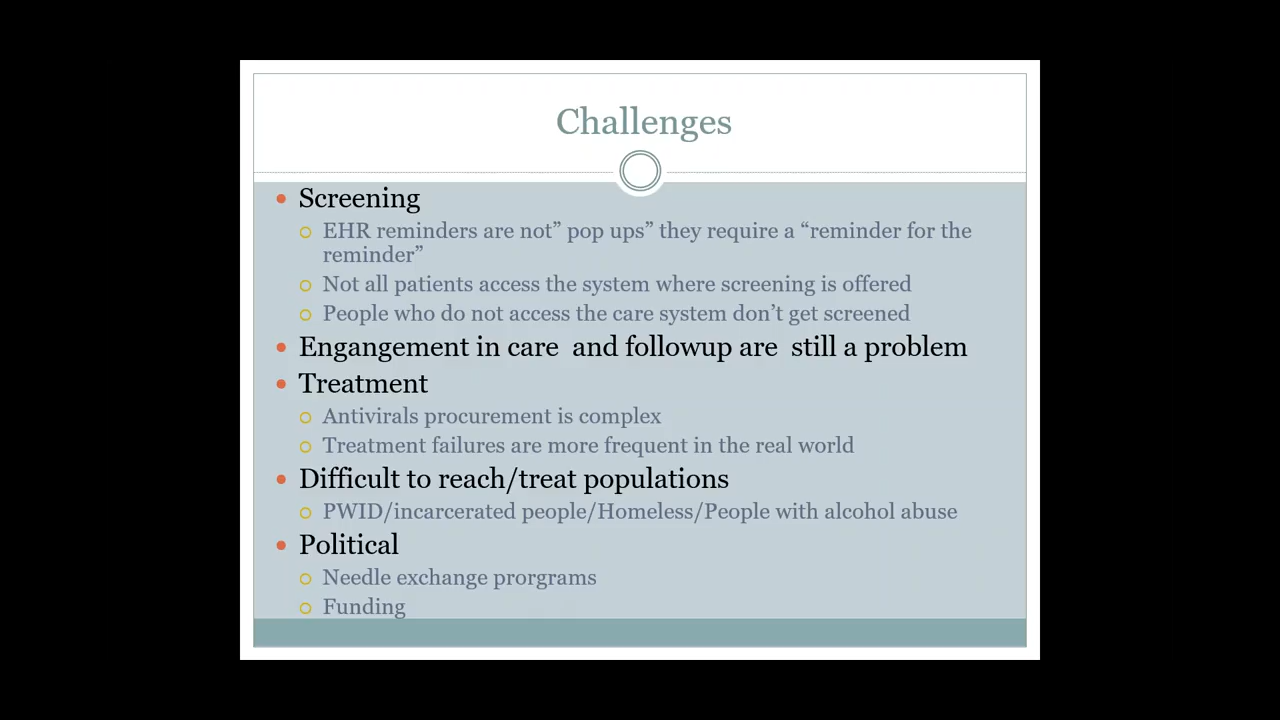 Challenges
• Screening
○ EHR reminders are not” pop ups” they require a “reminder for the
reminder”
○ Not all patients access the system where screening is offered
○ People who do not access the care system don’t get screened
• Engangement in care  and followup are  still a problem
• Treatment
○ Antivirals procurement is complex
○ Treatment failures are more frequent in the real world
• Difficult to reach/treat populations
○ PWID/incarcerated people/Homeless/People with alcohol abuse
• Political
○ Needle exchange prorgrams
○ Funding